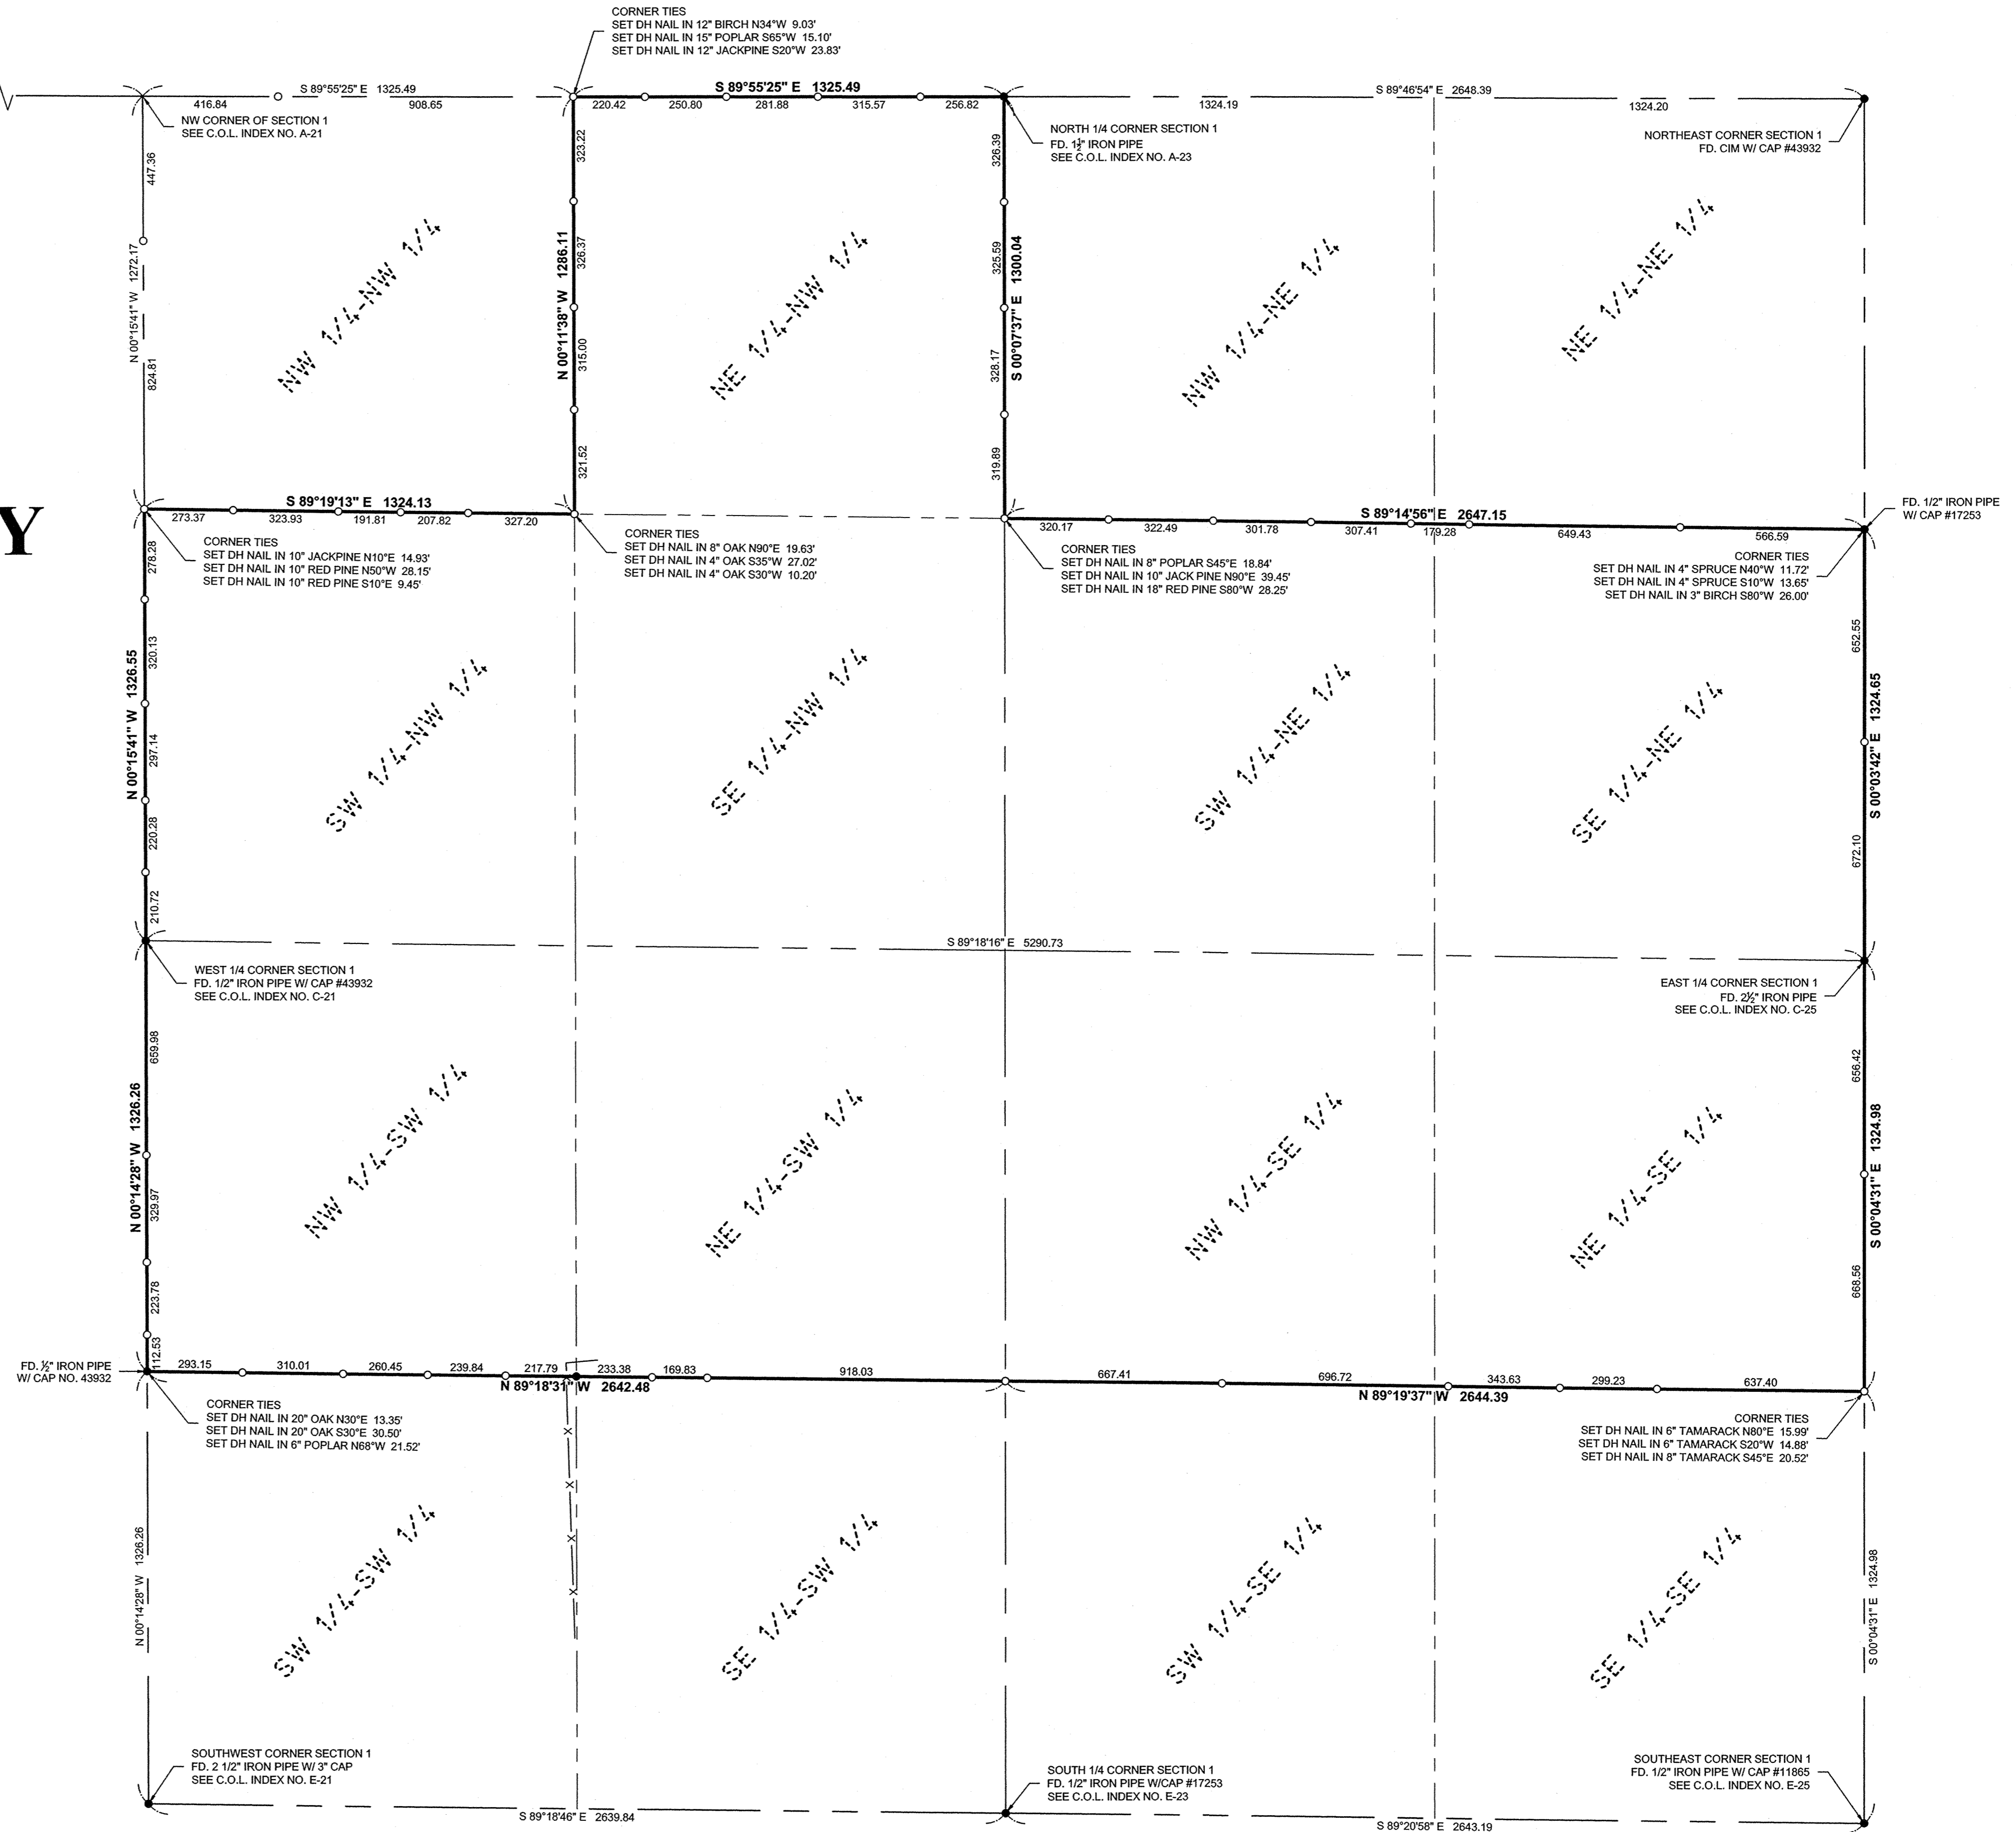 CORNER TIES
SET DH NAIL IN 12" BIRCH N34°W 9.03'
SET DH NAIL IN 15" POPLAR S65°W 15.10'
SET DH NAIL IN 12" JACKPINE S20°W 23.83'
S 89°55'25" E 1325.49
416.84
908.65
S 89°55'25" E 1325.49
220.42
250.80
281.88
315.57
256.82
S 89°46'54" E 2648.39
1324.19
1324.20
NW CORNER OF SECTION 1
SEE C.O.L. INDEX NO. A-21
NORTH 1/4 CORNER SECTION 1
FD. 1½" IRON PIPE
SEE C.O.L. INDEX NO. A-23
NORTHEAST CORNER SECTION 1
FD. CIM W/ CAP #43932
447.36
N 00°15'41" W 1272.17
824.81
323.22
326.37
N 00°11'38" W 1286.11
315.00
321.52
326.39
325.59
S 00°07'37" E 1300.04
328.17
319.89
NW 1/4-NW 1/4
NE 1/4-NW 1/4
NW 1/4-NE 1/4
NE 1/4-NE 1/4
Y
S 89°19'13" E 1324.13
273.37
323.93
191.81
207.82
327.20
S 89°14'56" E 2647.15
320.17
322.49
301.78
307.41
179.28
649.43
566.59
FD. 1/2" IRON PIPE
W/ CAP #17253
CORNER TIES
SET DH NAIL IN 10" JACKPINE N10°E 14.93'
SET DH NAIL IN 10" RED PINE N50°W 28.15'
SET DH NAIL IN 10" RED PINE S10°E 9.45'
CORNER TIES
SET DH NAIL IN 8" OAK N90°E 19.63'
SET DH NAIL IN 4" OAK S35°W 27.02'
SET DH NAIL IN 4" OAK S30°W 10.20'
CORNER TIES
SET DH NAIL IN 8" POPLAR S45°E 18.84'
SET DH NAIL IN 10" JACK PINE N90°E 39.45'
SET DH NAIL IN 18" RED PINE S80°W 28.25'
CORNER TIES
SET DH NAIL IN 4" SPRUCE N40°W 11.72'
SET DH NAIL IN 4" SPRUCE S10°W 13.65'
SET DH NAIL IN 3" BIRCH S80°W 26.00'
278.28
320.13
N 00°15'41" W 1326.55
297.14
220.28
210.72
652.55
S 00°03'42" E 1324.65
672.10
SW 1/4-NW 1/4
SE 1/4-NW 1/4
SW 1/4-NE 1/4
SE 1/4-NE 1/4
S 89°18'16" E 5290.73
WEST 1/4 CORNER SECTION 1
FD. 1/2" IRON PIPE W/ CAP #43932
SEE C.O.L. INDEX NO. C-21
EAST 1/4 CORNER SECTION 1
FD. 2½" IRON PIPE
SEE C.O.L. INDEX NO. C-25
659.98
N 00°14'28" W 1326.26
329.97
223.78
112.53
656.42
S 00°04'31" E 1324.98
668.56
NW 1/4-SW 1/4
NE 1/4-SW 1/4
NW 1/4-SE 1/4
NE 1/4-SE 1/4
FD. ½" IRON PIPE
W/ CAP NO. 43932
293.15
310.01
260.45
239.84
217.79
233.38
169.83
918.03
N 89°18'31" W 2642.48
667.41
696.72
343.63
299.23
637.40
N 89°19'37" W 2644.39
CORNER TIES
SET DH NAIL IN 20" OAK N30°E 13.35'
SET DH NAIL IN 20" OAK S30°E 30.50'
SET DH NAIL IN 6" POPLAR N68°W 21.52'
CORNER TIES
SET DH NAIL IN 6" TAMARACK N80°E 15.99'
SET DH NAIL IN 6" TAMARACK S20°W 14.88'
SET DH NAIL IN 8" TAMARACK S45°E 20.52'
N 00°14'28" W 1326.26
S 00°04'31" E 1324.98
SW 1/4-SW 1/4
SE 1/4-SW 1/4
SW 1/4-SE 1/4
SE 1/4-SE 1/4
SOUTHWEST CORNER SECTION 1
FD. 2 1/2" IRON PIPE W/ 3" CAP
SEE C.O.L. INDEX NO. E-21
SOUTH 1/4 CORNER SECTION 1
FD. 1/2" IRON PIPE W/CAP #17253
SEE C.O.L. INDEX NO. E-23
SOUTHEAST CORNER SECTION 1
FD. 1/2" IRON PIPE W/ CAP #11865
SEE C.O.L. INDEX NO. E-25
S 89°18'46" E 2639.84
S 89°20'58" E 2643.19